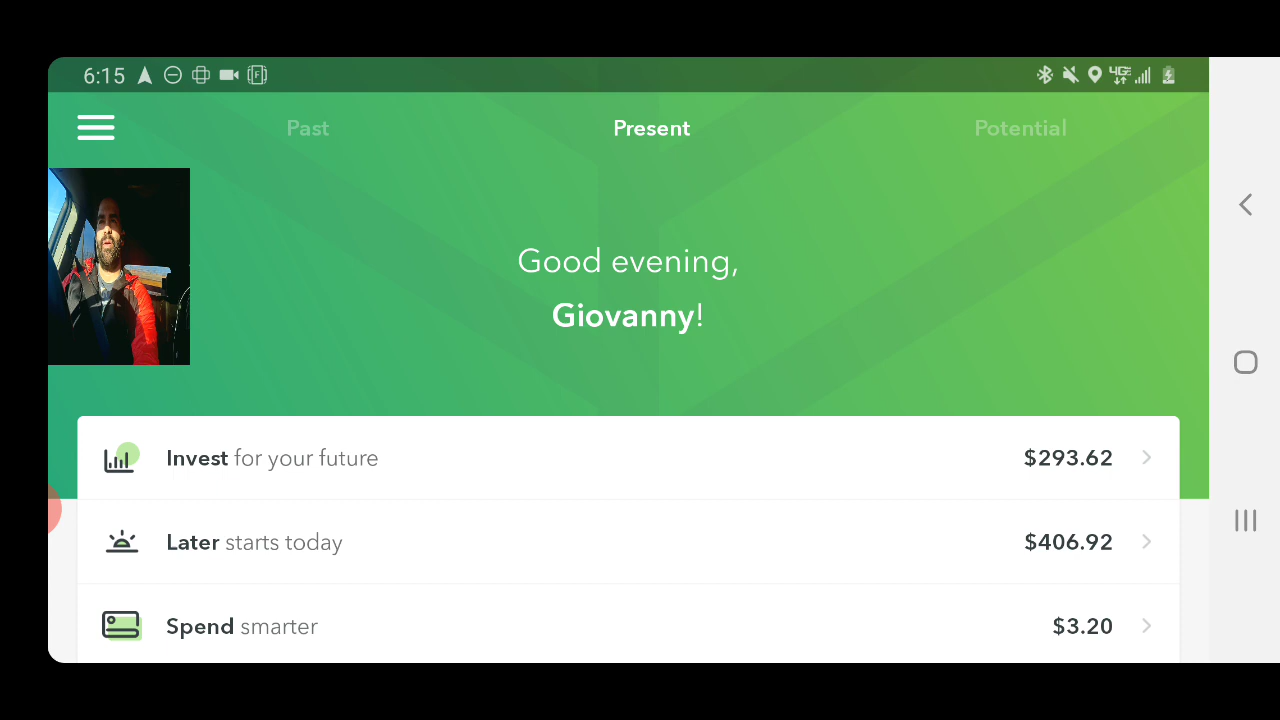 6:15
4GE
Past Present Potential
Good evening,
Giovanny!
Invest for your future $293.62
Later starts today $406.92
Spend smarter $3.20